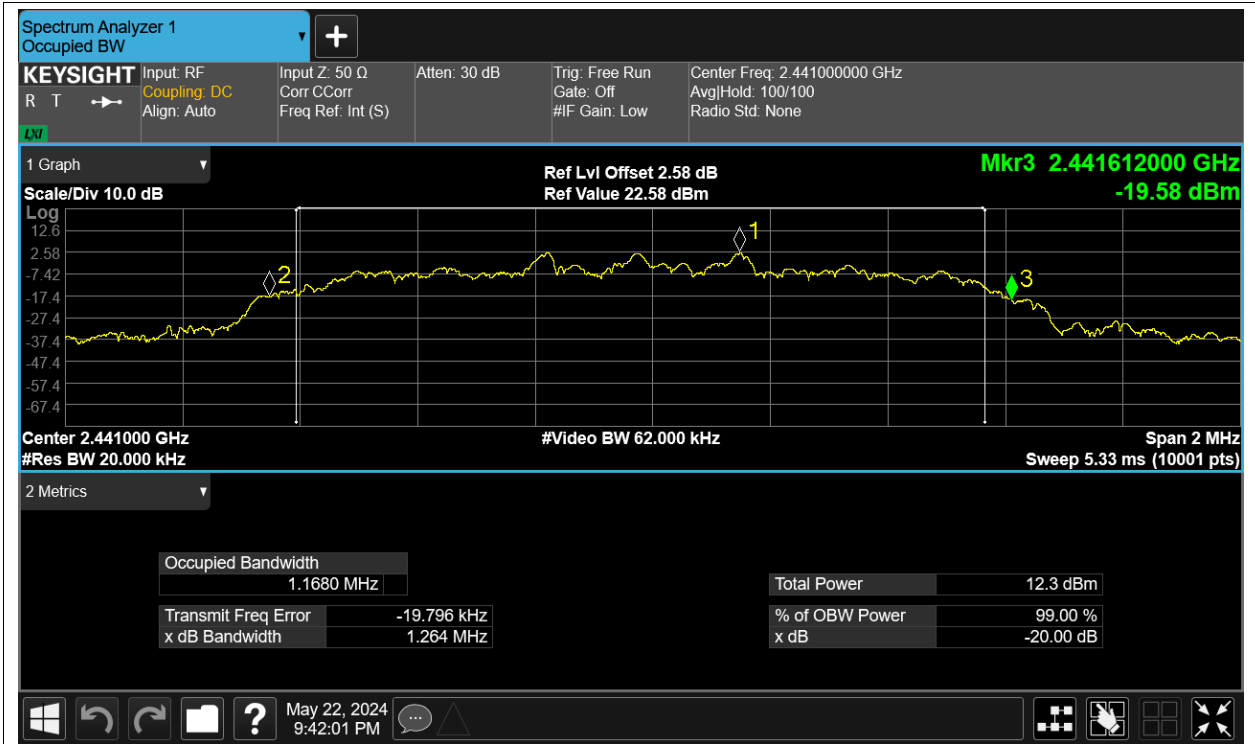 Spectrum Analyzer 1
Occupied BW
KEYSIGHT
R T
LXI
Input: RF
Coupling: DC
Align: Auto
Input Z: 50 Ω
Corr CCorr
Freq Ref: Int (S)
Atten: 30 dB
Trig: Free Run
Gate: Off
#IF Gain: Low
Center Freq: 2.441000000 GHz
Avg|Hold: 100/100
Radio Std: None
1 Graph
Scale/Div 10.0 dB
Ref Lvl Offset 2.58 dB
Ref Value 22.58 dBm
Mkr3 2.441612000 GHz
-19.58 dBm
Log
12.6
2.58
-7.42
-17.4
-27.4
-37.4
-47.4
-57.4
-67.4
1
2
3
Center 2.441000 GHz
#Res BW 20.000 kHz
#Video BW 62.000 kHz
Span 2 MHz
Sweep 5.33 ms (10001 pts)
2 Metrics
Occupied Bandwidth
1.1680 MHz
Transmit Freq Error -19.796 kHz
x dB Bandwidth 1.264 MHz
Total Power 12.3 dBm
% of OBW Power 99.00 %
x dB -20.00 dB
?
May 22, 2024
9:42:01 PM